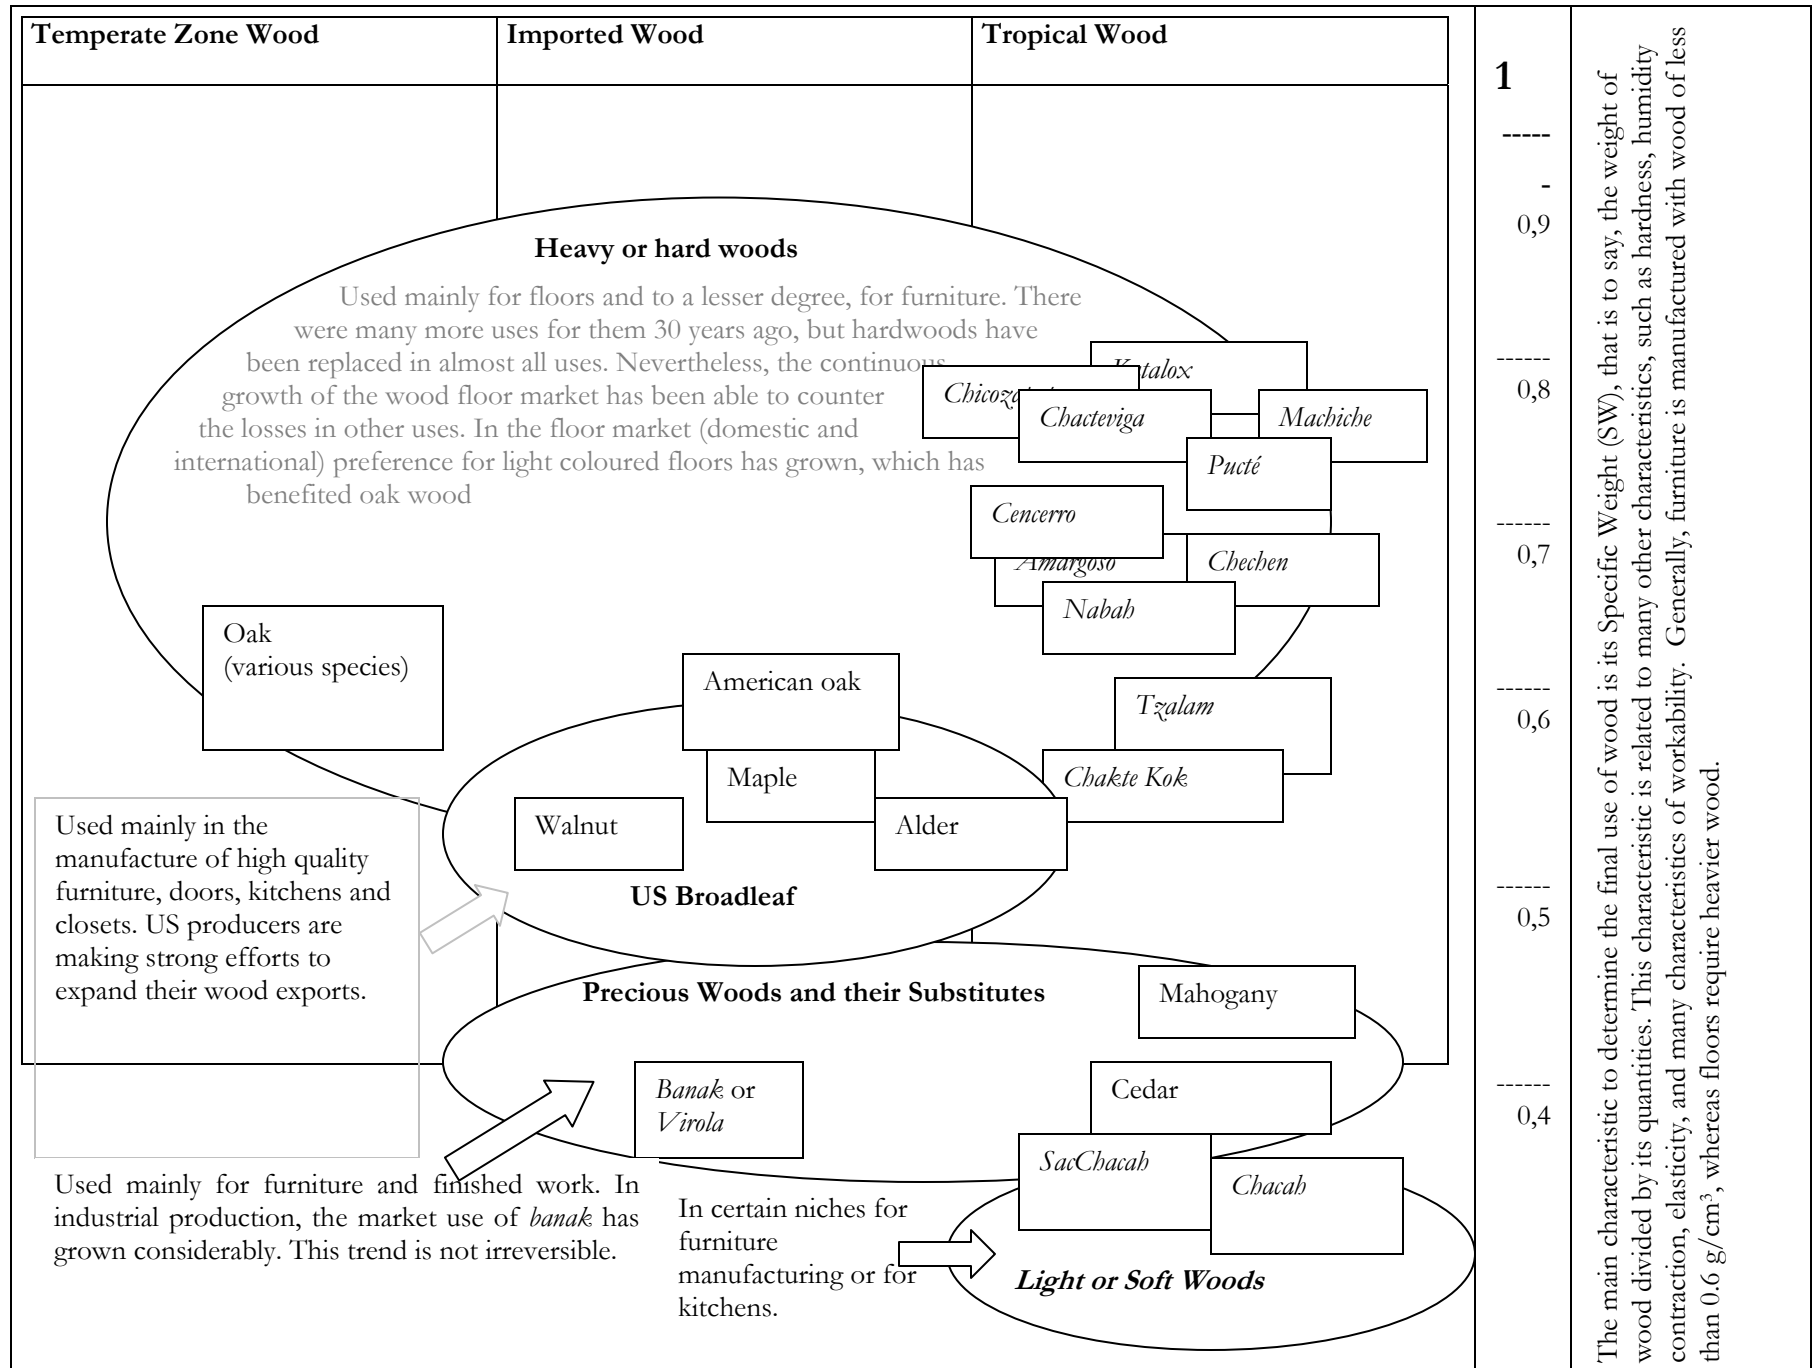 Temperate Zone Wood
Imported Wood
Tropical Wood
Heavy or hard woods
Used mainly for floors and to a lesser degree, for furniture. There
were many more uses for them 30 years ago, but hardwoods have
been replaced in almost all uses. Nevertheless, the continuous
growth of the wood floor market has been able to counter
the losses in other uses. In the floor market (domestic and
international) preference for light coloured floors has grown, which has
benefited oak wood
Chacteviga
Machiche
Pucté
Cencerro
Amargoso
Chechen
Nabah
Oak
(various species)
American oak
Tzalam
Maple
Chakte Kok
Walnut
Alder
US Broadleaf
Used mainly in the
manufacture of high quality
furniture, doors, kitchens and
closets. US producers are
making strong efforts to
expand their wood exports.
Precious Woods and their Substitutes
Mahogany
Banak or
Virola
Cedar
SacChacah
Chacah
Used mainly for furniture and finished work. In
industrial production, the market use of banak has
grown considerably. This trend is not irreversible.
In certain niches for
furniture
manufacturing or for
kitchens.
Light or Soft Woods
1
-----
-
0,9
------
0,8
------
0,7
------
0,6
------
0,5
------
0,4
The main characteristic to determine the final use of wood is its Specific Weight (SW), that is to say, the weight of
wood divided by its quantities. This characteristic is related to many other characteristics, such as hardness, humidity
contraction, elasticity, and many characteristics of workability. Generally, furniture is manufactured with wood of less
than 0.6 g/cm³, whereas floors require heavier wood.